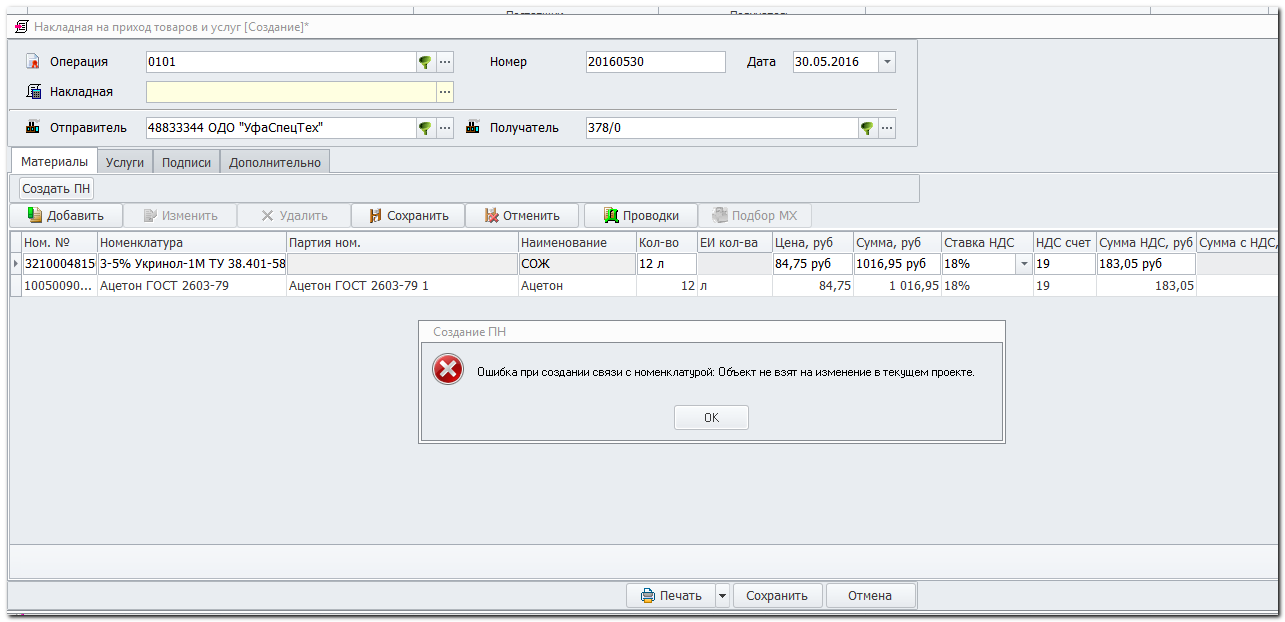 Накладная на приход товаров и услуг [Создание]*
Операция 0101 ... Номер 20160530 Дата 30.05.2016
Накладная ...
Отправитель 48833344 ОДО "УфаСпецТех" ... Получатель 378/0 ...
Материалы Услуги Подписи Дополнительно
Создать ПН
Добавить Изменить Удалить Сохранить Отменить Проводки Подбор МХ
Ном. № Номенклатура Партия ном. Наименование Кол-во ЕИ кол-ва Цена, руб Сумма, руб Ставка НДС НДС счет Сумма НДС, руб Сумма с НДС,
3210004815 3-5% Укринол-1М ТУ 38.401-58 СОЖ 12 л 84,75 руб 1016,95 руб 18% 19 183,05 руб
10050090... Ацетон ГОСТ 2603-79 Ацетон ГОСТ 2603-79 1 Ацетон 12 л 84,75 1 016,95 18% 19 183,05
Создание ПН
Ошибка при создании связи с номенклатурой: Объект не взят на изменение в текущем проекте.
OK
Печать Сохранить Отмена